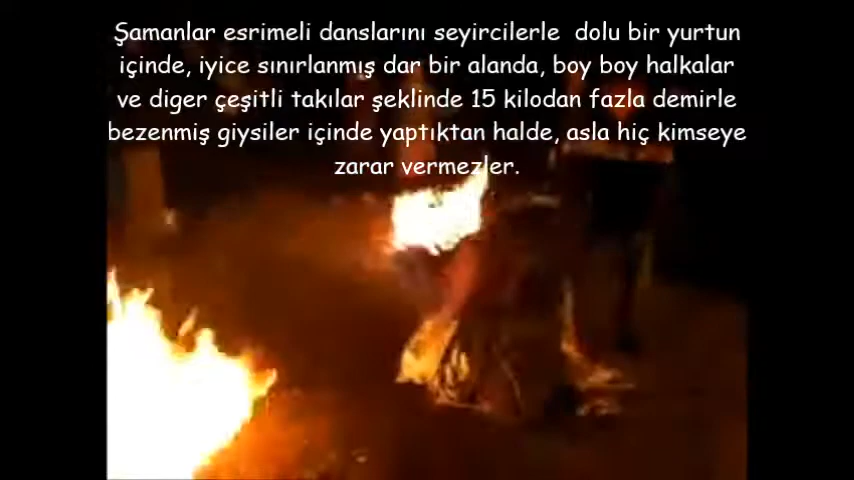 Şamanlar esrimeli danslarını seyircilerle dolu bir yurtun
içinde, iyice sınırlanmış dar bir alanda, boy boy halkalar
ve diger çeşitli takılar şeklinde 15 kilodan fazla demirle
bezenmiş giysiler içinde yaptıktan halde, asla hiç kimseye
zarar vermezler.